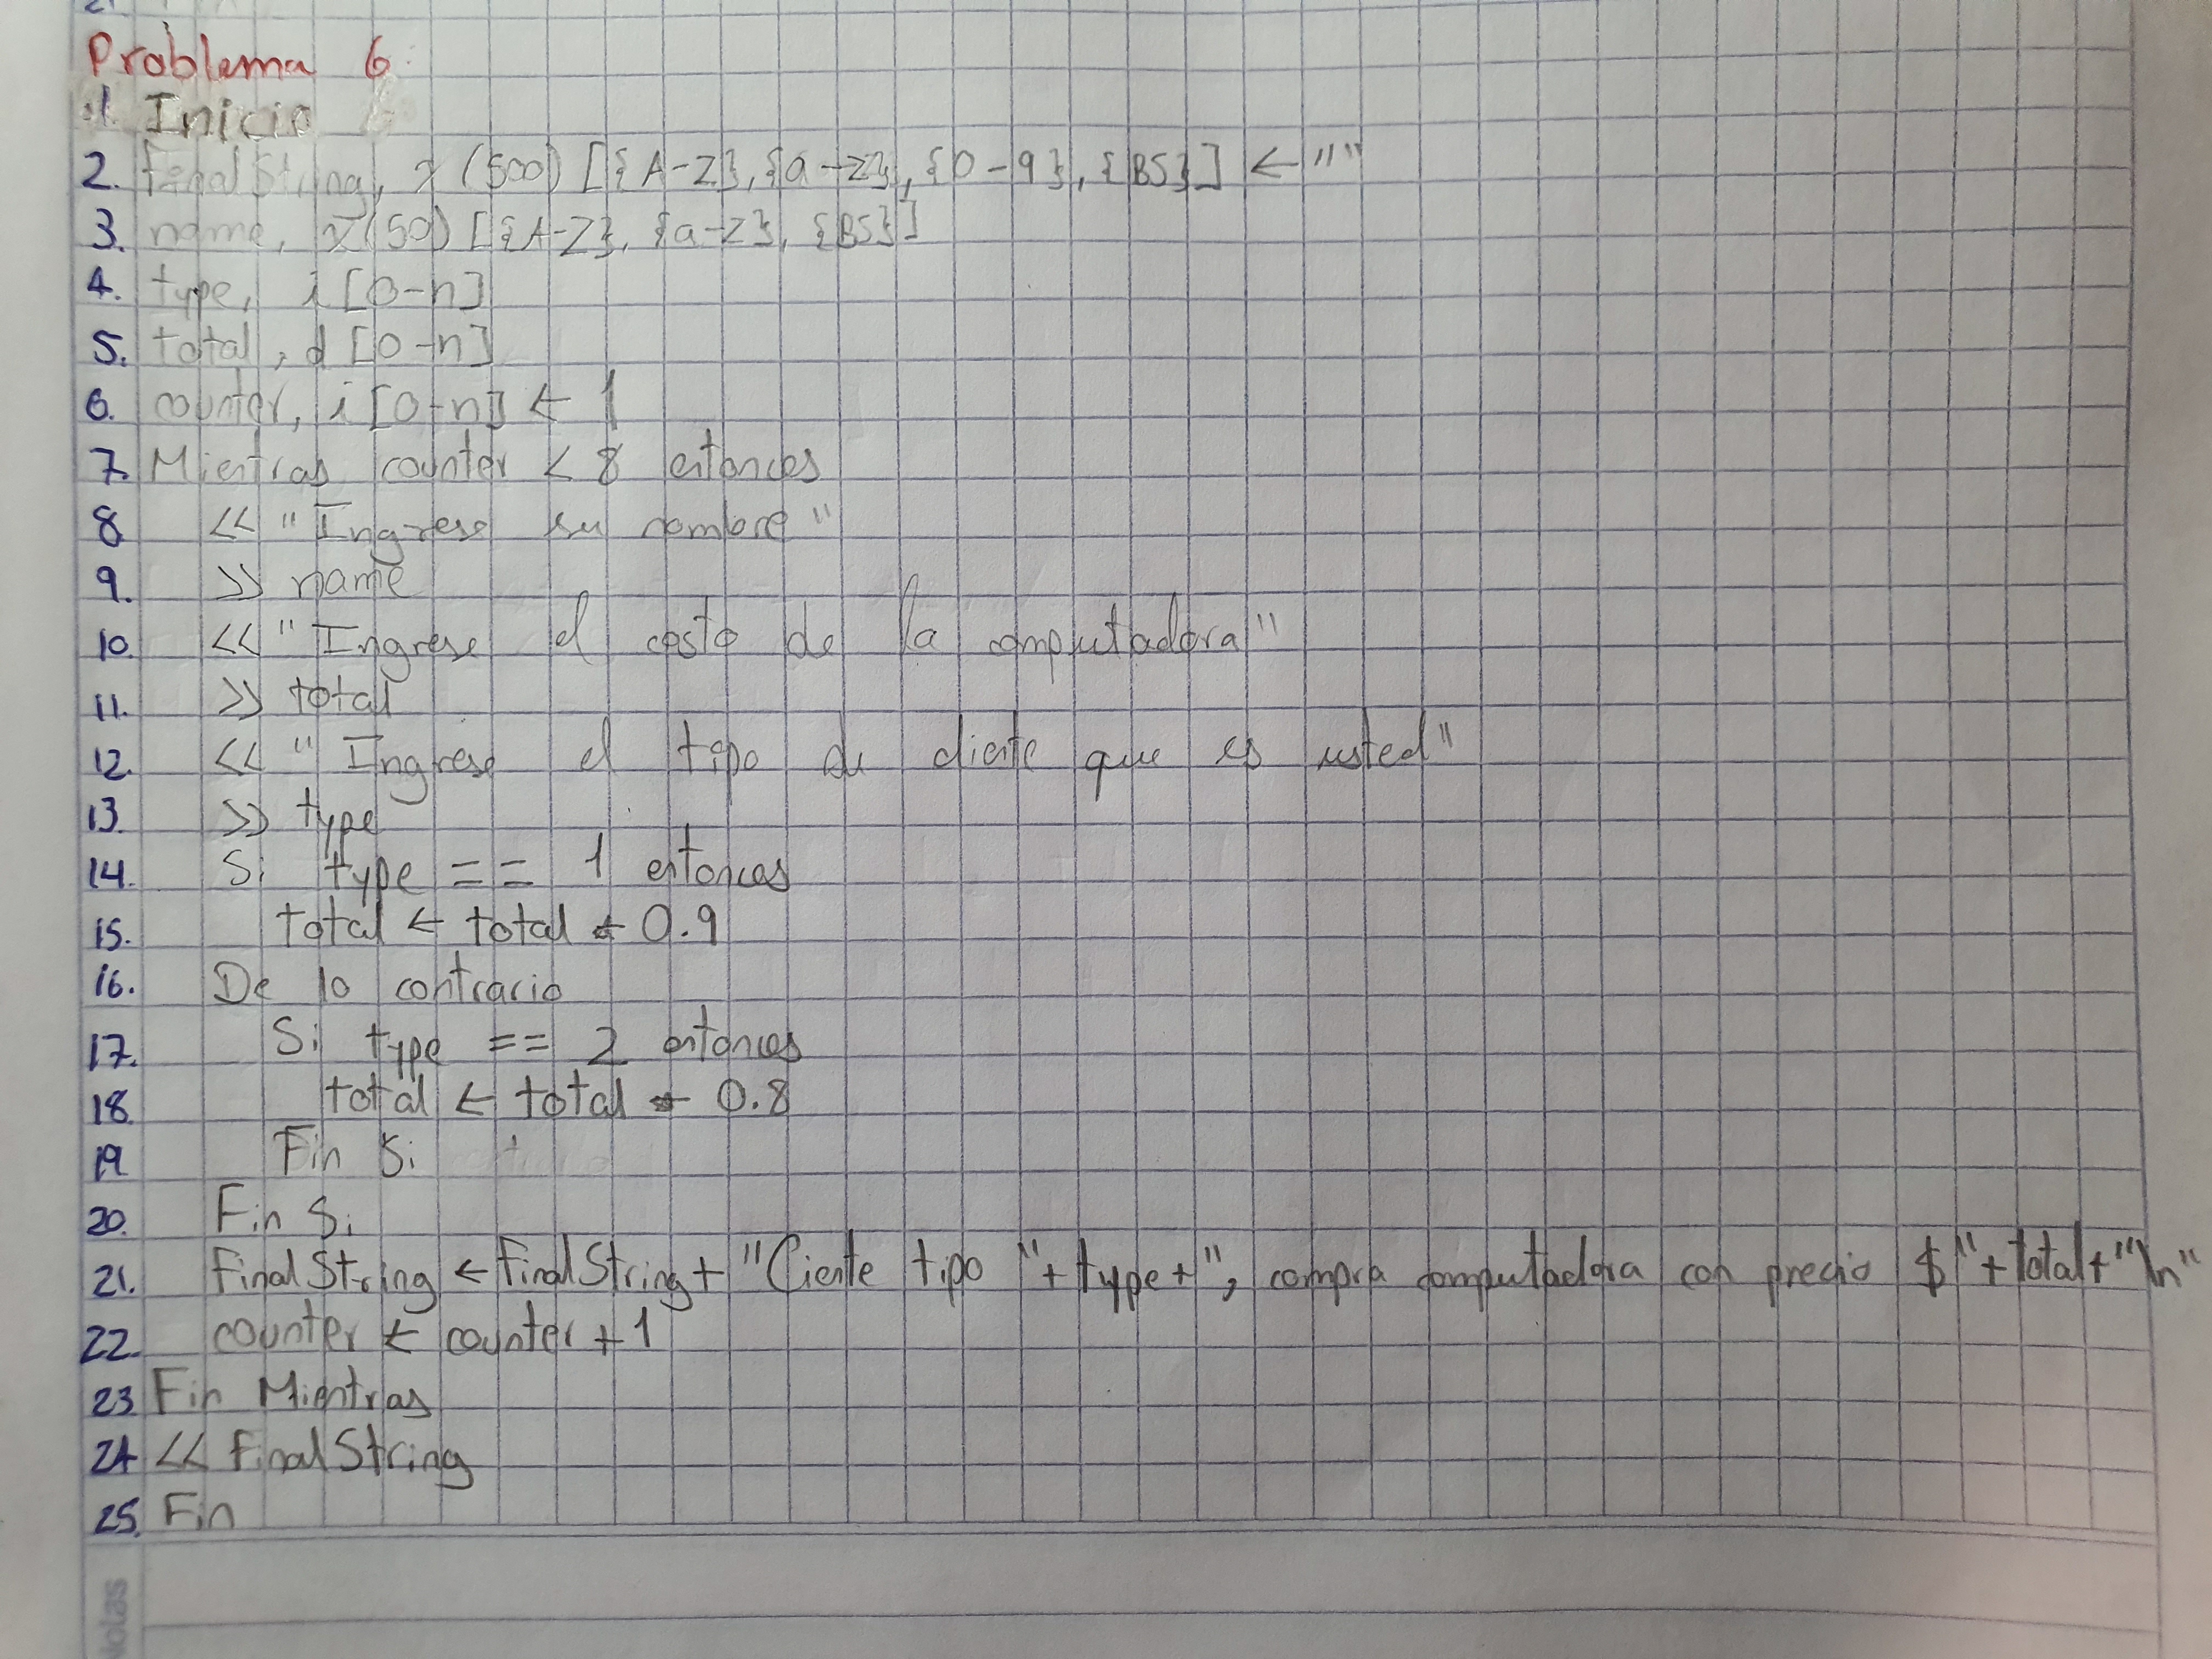 Problema 6
1. Inicio
2. FinalString, x (500) [{A-Z}, {a-z}, {0-9}, {BS}] ← ""
3. name, x(50) [{A-Z}, {a-z}, {BS}]
4. type, i [0-n]
5. total, d [0-n]
6. counter, i [0-n] ← 1
7. Mientras counter < 8 entonces
8 << "Ingrese su nombre"
9. >> name
10. << "Ingrese el costo de la computadora"
11. >> total
12. << "Ingrese el tipo de cliente que es usted"
13. >> type
14. Si type == 1 entonces
15. total ← total * 0.9
16. De lo contrario
17. Si type == 2 entonces
18. total ← total * 0.8
19 Fin Si
20. Fin Si
21. FinalString ← FinalString + "Ciente tipo "+ type +", compra computadora con precio $"+total+"\n"
22. counter ← counter + 1
23 Fin Mientras
24 << FinalString
25. Fin
Notas